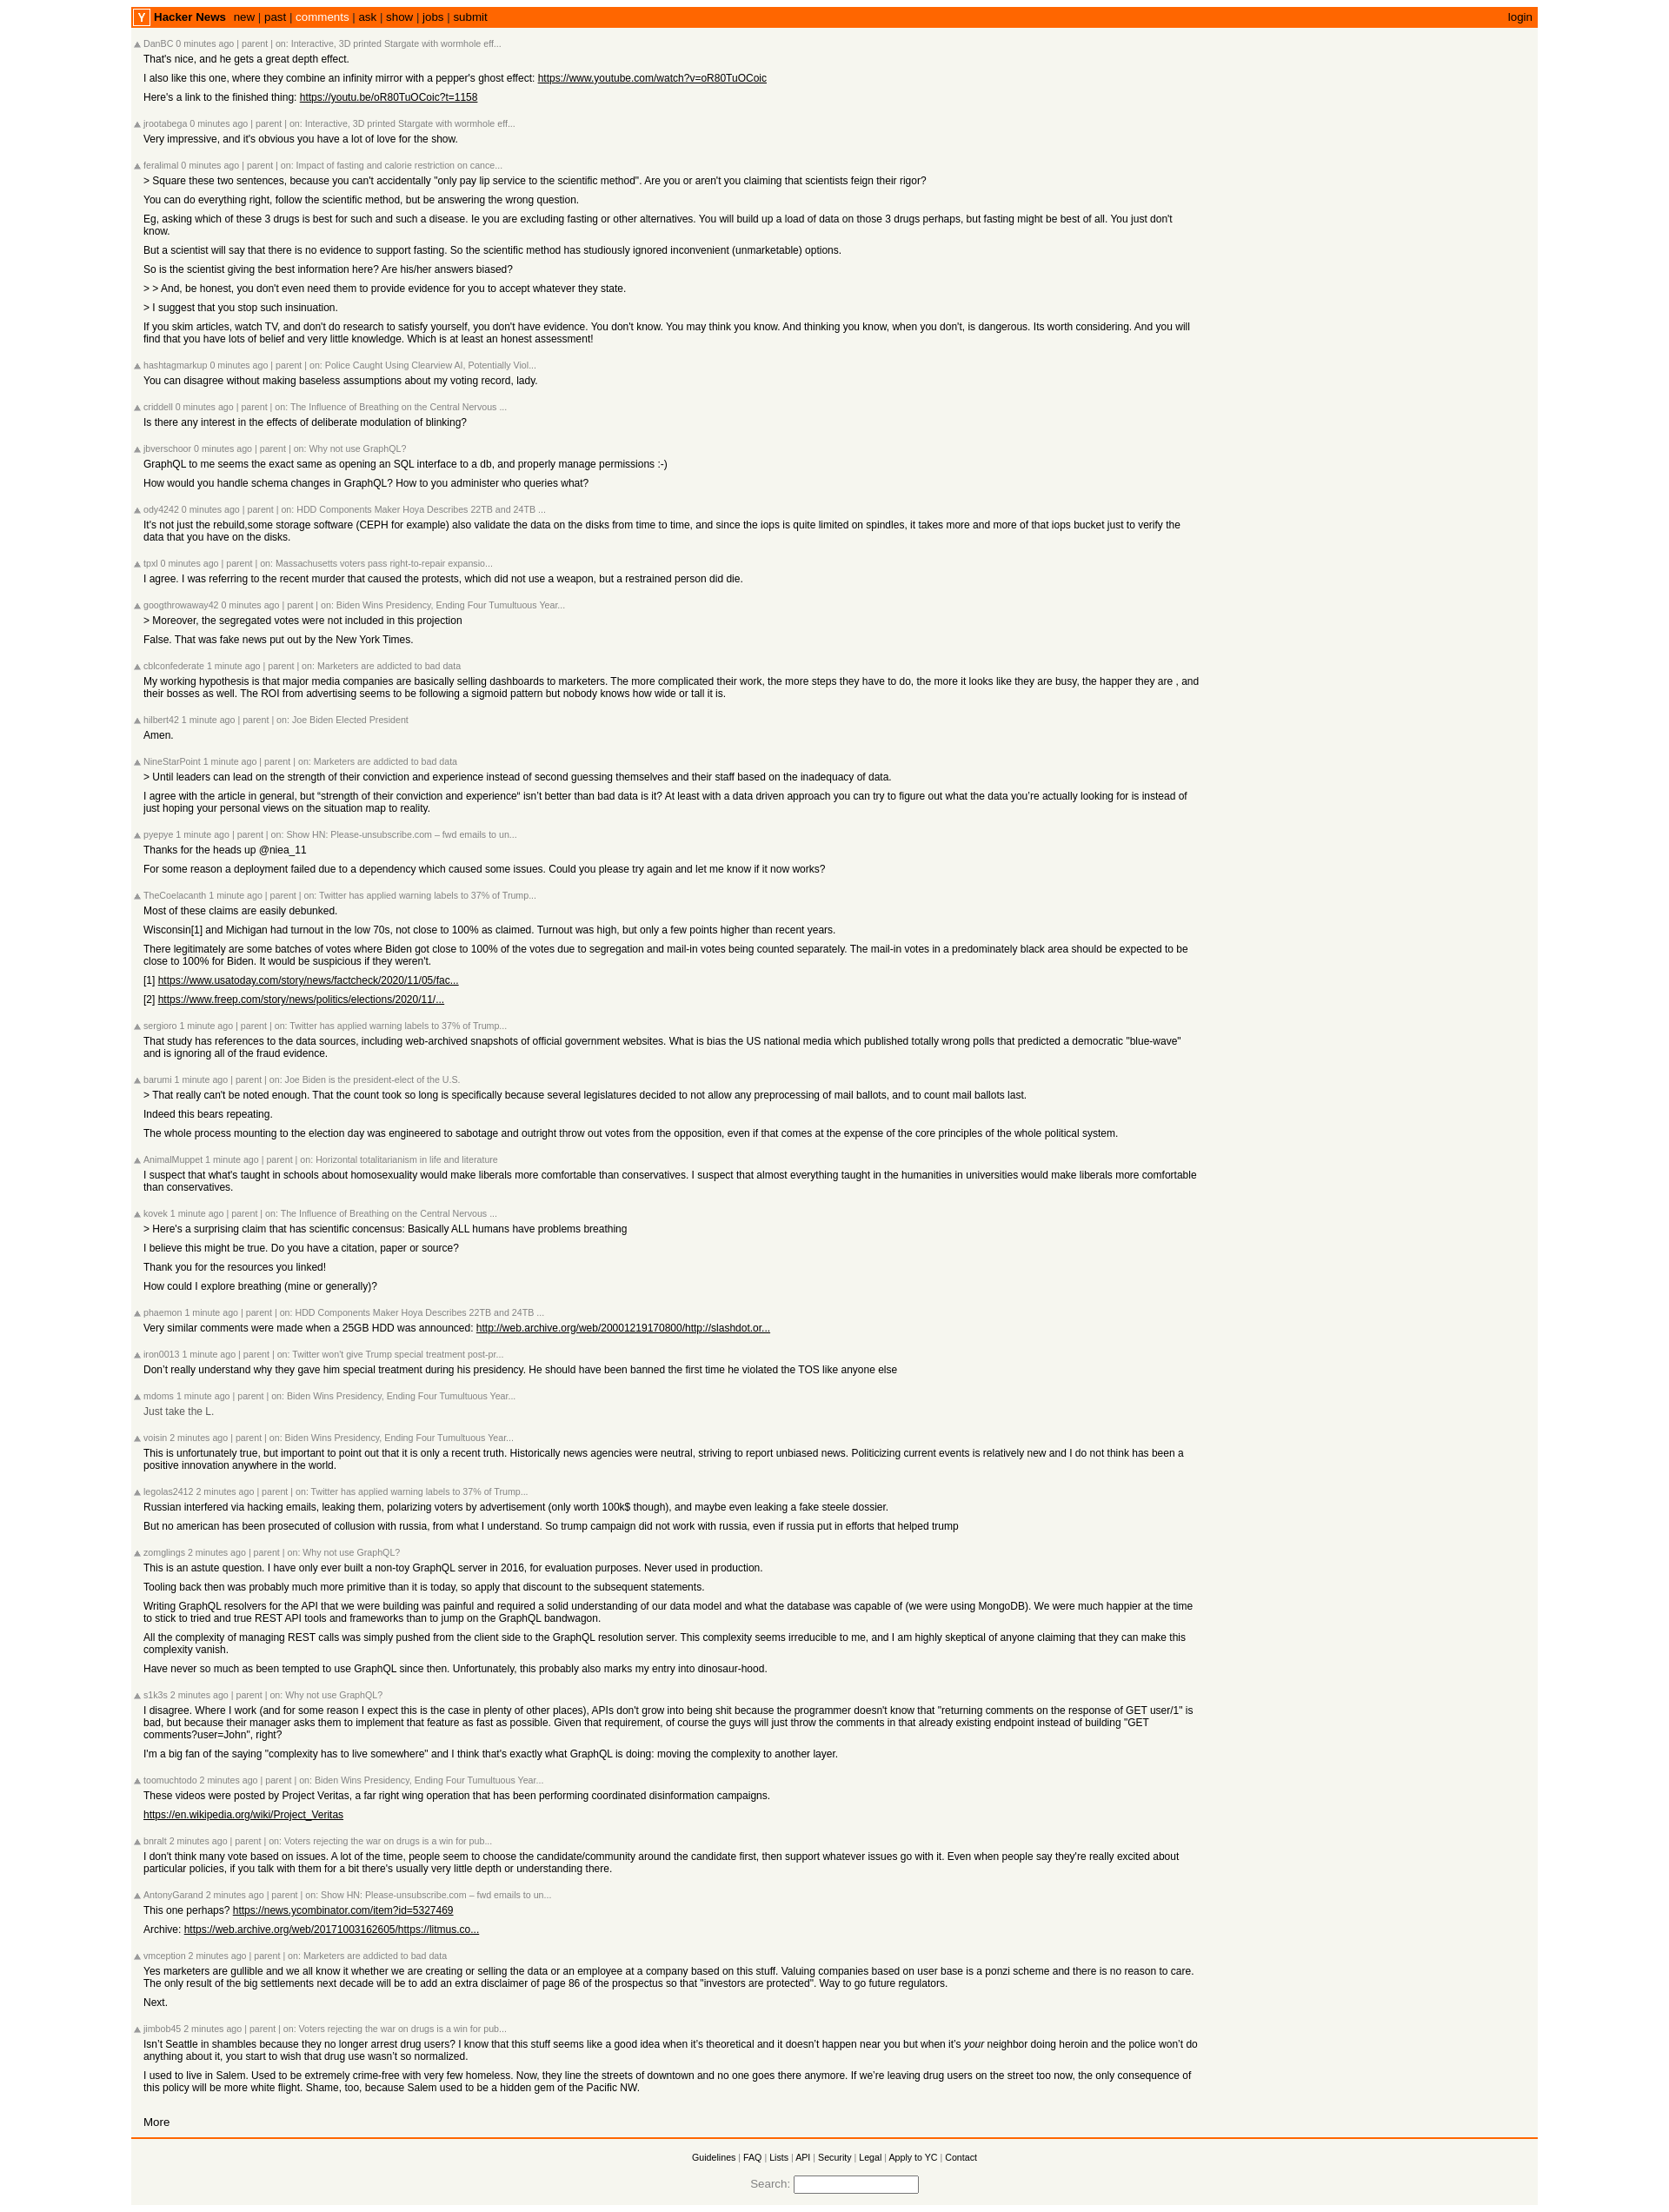 Y Hacker News new | past | comments | ask | show | jobs | submit login
DanBC 0 minutes ago | parent | on: Interactive, 3D printed Stargate with wormhole eff...
That's nice, and he gets a great depth effect.
I also like this one, where they combine an infinity mirror with a pepper's ghost effect: https://www.youtube.com/watch?v=oR80TuOCoic
Here's a link to the finished thing: https://youtu.be/oR80TuOCoic?t=1158
jrootabega 0 minutes ago | parent | on: Interactive, 3D printed Stargate with wormhole eff...
Very impressive, and it's obvious you have a lot of love for the show.
feralimal 0 minutes ago | parent | on: Impact of fasting and calorie restriction on cance...
> Square these two sentences, because you can't accidentally "only pay lip service to the scientific method". Are you or aren't you claiming that scientists feign their rigor?
You can do everything right, follow the scientific method, but be answering the wrong question.
Eg, asking which of these 3 drugs is best for such and such a disease. Ie you are excluding fasting or other alternatives. You will build up a load of data on those 3 drugs perhaps, but fasting might be best of all. You just don't
know.
But a scientist will say that there is no evidence to support fasting. So the scientific method has studiously ignored inconvenient (unmarketable) options.
So is the scientist giving the best information here? Are his/her answers biased?
> > And, be honest, you don't even need them to provide evidence for you to accept whatever they state.
> I suggest that you stop such insinuation.
If you skim articles, watch TV, and don't do research to satisfy yourself, you don't have evidence. You don't know. You may think you know. And thinking you know, when you don't, is dangerous. Its worth considering. And you will
find that you have lots of belief and very little knowledge. Which is at least an honest assessment!
hashtagmarkup 0 minutes ago | parent | on: Police Caught Using Clearview AI, Potentially Viol...
You can disagree without making baseless assumptions about my voting record, lady.
criddell 0 minutes ago | parent | on: The Influence of Breathing on the Central Nervous ...
Is there any interest in the effects of deliberate modulation of blinking?
jbverschoor 0 minutes ago | parent | on: Why not use GraphQL?
GraphQL to me seems the exact same as opening an SQL interface to a db, and properly manage permissions :-)
How would you handle schema changes in GraphQL? How to you administer who queries what?
ody4242 0 minutes ago | parent | on: HDD Components Maker Hoya Describes 22TB and 24TB ...
It's not just the rebuild,some storage software (CEPH for example) also validate the data on the disks from time to time, and since the iops is quite limited on spindles, it takes more and more of that iops bucket just to verify the
data that you have on the disks.
tpxl 0 minutes ago | parent | on: Massachusetts voters pass right-to-repair expansio...
I agree. I was referring to the recent murder that caused the protests, which did not use a weapon, but a restrained person did die.
googthrowaway42 0 minutes ago | parent | on: Biden Wins Presidency, Ending Four Tumultuous Year...
> Moreover, the segregated votes were not included in this projection
False. That was fake news put out by the New York Times.
cblconfederate 1 minute ago | parent | on: Marketers are addicted to bad data
My working hypothesis is that major media companies are basically selling dashboards to marketers. The more complicated their work, the more steps they have to do, the more it looks like they are busy, the happer they are , and
their bosses as well. The ROI from advertising seems to be following a sigmoid pattern but nobody knows how wide or tall it is.
hilbert42 1 minute ago | parent | on: Joe Biden Elected President
Amen.
NineStarPoint 1 minute ago | parent | on: Marketers are addicted to bad data
> Until leaders can lead on the strength of their conviction and experience instead of second guessing themselves and their staff based on the inadequacy of data.
I agree with the article in general, but “strength of their conviction and experience“ isn’t better than bad data is it? At least with a data driven approach you can try to figure out what the data you’re actually looking for is instead of
just hoping your personal views on the situation map to reality.
pyepye 1 minute ago | parent | on: Show HN: Please-unsubscribe.com – fwd emails to un...
Thanks for the heads up @niea_11
For some reason a deployment failed due to a dependency which caused some issues. Could you please try again and let me know if it now works?
TheCoelacanth 1 minute ago | parent | on: Twitter has applied warning labels to 37% of Trump...
Most of these claims are easily debunked.
Wisconsin[1] and Michigan had turnout in the low 70s, not close to 100% as claimed. Turnout was high, but only a few points higher than recent years.
There legitimately are some batches of votes where Biden got close to 100% of the votes due to segregation and mail-in votes being counted separately. The mail-in votes in a predominately black area should be expected to be
close to 100% for Biden. It would be suspicious if they weren't.
[1] https://www.usatoday.com/story/news/factcheck/2020/11/05/fac...
[2] https://www.freep.com/story/news/politics/elections/2020/11/...
sergioro 1 minute ago | parent | on: Twitter has applied warning labels to 37% of Trump...
That study has references to the data sources, including web-archived snapshots of official government websites. What is bias the US national media which published totally wrong polls that predicted a democratic "blue-wave"
and is ignoring all of the fraud evidence.
barumi 1 minute ago | parent | on: Joe Biden is the president-elect of the U.S.
> That really can't be noted enough. That the count took so long is specifically because several legislatures decided to not allow any preprocessing of mail ballots, and to count mail ballots last.
Indeed this bears repeating.
The whole process mounting to the election day was engineered to sabotage and outright throw out votes from the opposition, even if that comes at the expense of the core principles of the whole political system.
AnimalMuppet 1 minute ago | parent | on: Horizontal totalitarianism in life and literature
I suspect that what's taught in schools about homosexuality would make liberals more comfortable than conservatives. I suspect that almost everything taught in the humanities in universities would make liberals more comfortable
than conservatives.
kovek 1 minute ago | parent | on: The Influence of Breathing on the Central Nervous ...
> Here's a surprising claim that has scientific concensus: Basically ALL humans have problems breathing
I believe this might be true. Do you have a citation, paper or source?
Thank you for the resources you linked!
How could I explore breathing (mine or generally)?
phaemon 1 minute ago | parent | on: HDD Components Maker Hoya Describes 22TB and 24TB ...
Very similar comments were made when a 25GB HDD was announced: http://web.archive.org/web/20001219170800/http://slashdot.or...
iron0013 1 minute ago | parent | on: Twitter won't give Trump special treatment post-pr...
Don’t really understand why they gave him special treatment during his presidency. He should have been banned the first time he violated the TOS like anyone else
mdoms 1 minute ago | parent | on: Biden Wins Presidency, Ending Four Tumultuous Year...
Just take the L.
voisin 2 minutes ago | parent | on: Biden Wins Presidency, Ending Four Tumultuous Year...
This is unfortunately true, but important to point out that it is only a recent truth. Historically news agencies were neutral, striving to report unbiased news. Politicizing current events is relatively new and I do not think has been a
positive innovation anywhere in the world.
legolas2412 2 minutes ago | parent | on: Twitter has applied warning labels to 37% of Trump...
Russian interfered via hacking emails, leaking them, polarizing voters by advertisement (only worth 100k$ though), and maybe even leaking a fake steele dossier.
But no american has been prosecuted of collusion with russia, from what I understand. So trump campaign did not work with russia, even if russia put in efforts that helped trump
zomglings 2 minutes ago | parent | on: Why not use GraphQL?
This is an astute question. I have only ever built a non-toy GraphQL server in 2016, for evaluation purposes. Never used in production.
Tooling back then was probably much more primitive than it is today, so apply that discount to the subsequent statements.
Writing GraphQL resolvers for the API that we were building was painful and required a solid understanding of our data model and what the database was capable of (we were using MongoDB). We were much happier at the time
to stick to tried and true REST API tools and frameworks than to jump on the GraphQL bandwagon.
All the complexity of managing REST calls was simply pushed from the client side to the GraphQL resolution server. This complexity seems irreducible to me, and I am highly skeptical of anyone claiming that they can make this
complexity vanish.
Have never so much as been tempted to use GraphQL since then. Unfortunately, this probably also marks my entry into dinosaur-hood.
s1k3s 2 minutes ago | parent | on: Why not use GraphQL?
I disagree. Where I work (and for some reason I expect this is the case in plenty of other places), APIs don't grow into being shit because the programmer doesn't know that "returning comments on the response of GET user/1" is
bad, but because their manager asks them to implement that feature as fast as possible. Given that requirement, of course the guys will just throw the comments in that already existing endpoint instead of building "GET
comments?user=John", right?
I'm a big fan of the saying "complexity has to live somewhere" and I think that's exactly what GraphQL is doing: moving the complexity to another layer.
toomuchtodo 2 minutes ago | parent | on: Biden Wins Presidency, Ending Four Tumultuous Year...
These videos were posted by Project Veritas, a far right wing operation that has been performing coordinated disinformation campaigns.
https://en.wikipedia.org/wiki/Project_Veritas
bnralt 2 minutes ago | parent | on: Voters rejecting the war on drugs is a win for pub...
I don't think many vote based on issues. A lot of the time, people seem to choose the candidate/community around the candidate first, then support whatever issues go with it. Even when people say they're really excited about
particular policies, if you talk with them for a bit there's usually very little depth or understanding there.
AntonyGarand 2 minutes ago | parent | on: Show HN: Please-unsubscribe.com – fwd emails to un...
This one perhaps? https://news.ycombinator.com/item?id=5327469
Archive: https://web.archive.org/web/20171003162605/https://litmus.co...
vmception 2 minutes ago | parent | on: Marketers are addicted to bad data
Yes marketers are gullible and we all know it whether we are creating or selling the data or an employee at a company based on this stuff. Valuing companies based on user base is a ponzi scheme and there is no reason to care.
The only result of the big settlements next decade will be to add an extra disclaimer of page 86 of the prospectus so that "investors are protected". Way to go future regulators.
Next.
jimbob45 2 minutes ago | parent | on: Voters rejecting the war on drugs is a win for pub...
Isn’t Seattle in shambles because they no longer arrest drug users? I know that this stuff seems like a good idea when it’s theoretical and it doesn’t happen near you but when it’s your neighbor doing heroin and the police won’t do
anything about it, you start to wish that drug use wasn’t so normalized.
I used to live in Salem. Used to be extremely crime-free with very few homeless. Now, they line the streets of downtown and no one goes there anymore. If we’re leaving drug users on the street too now, the only consequence of
this policy will be more white flight. Shame, too, because Salem used to be a hidden gem of the Pacific NW.
More
Guidelines | FAQ | Lists | API | Security | Legal | Apply to YC | Contact
Search: